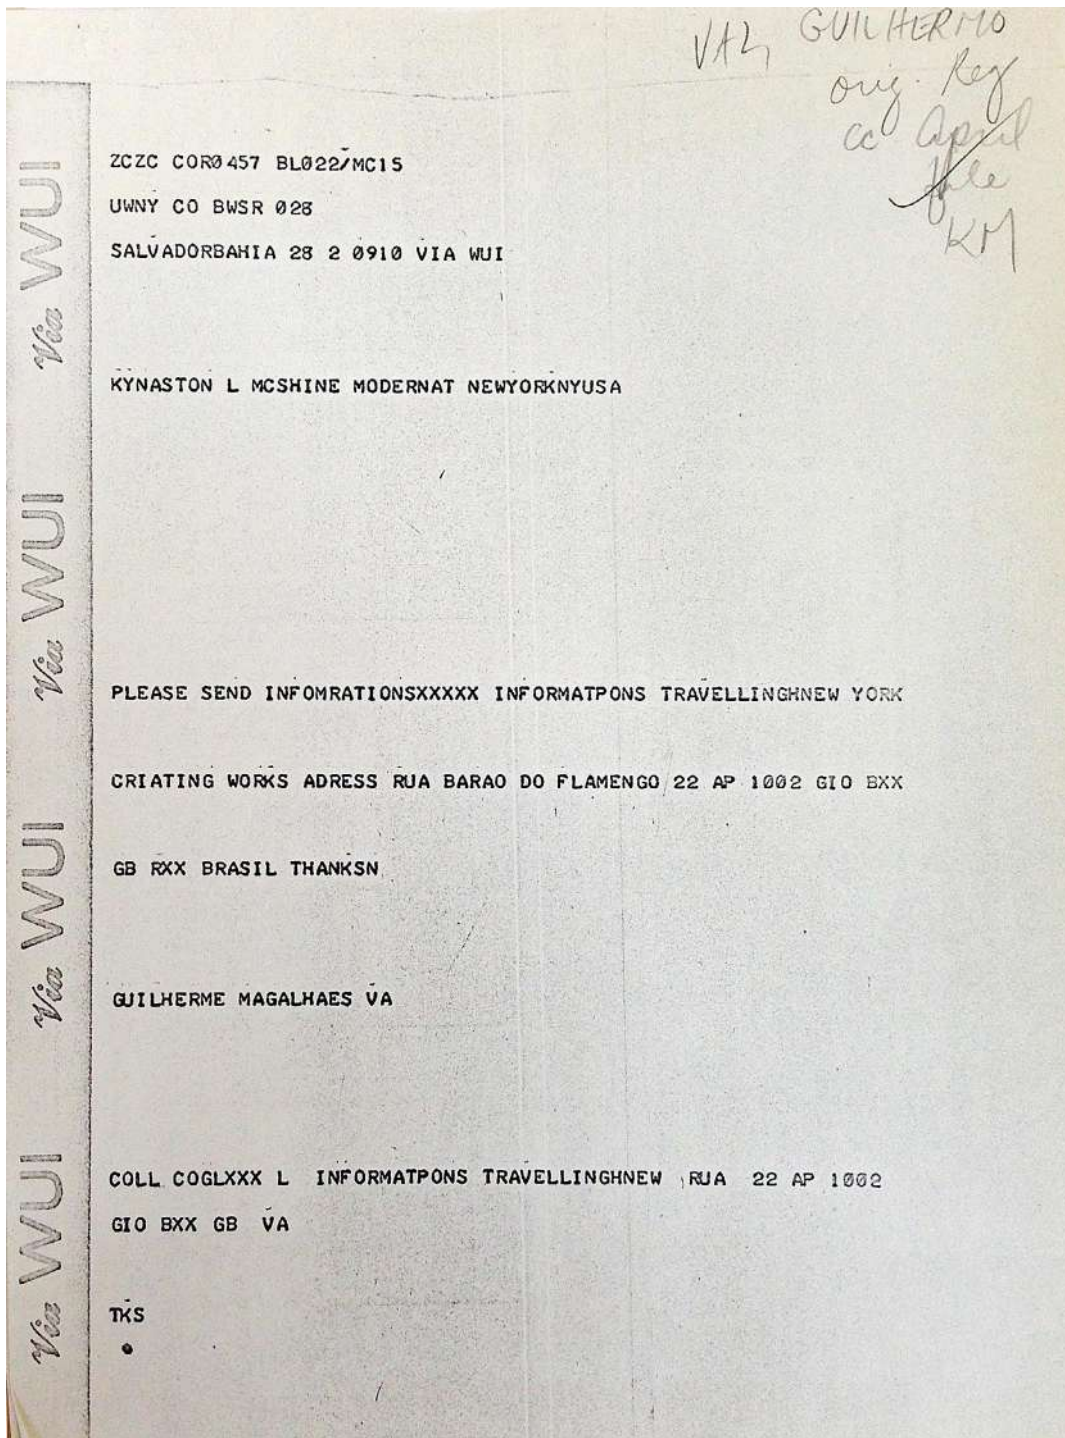 VAZ GUILHERMO
orig. Reg
cc April
file
KM
ZCZC COR0457 BL022/MC15
UWNY CO BWSR 028
SALVADORBAHIA 28 2 0910 VIA WUI
KYNASTON L MCSHINE MODERNAT NEWYORKNYUSA
PLEASE SEND INFOMRATIONSXXXXX INFORMATPONS TRAVELLINGHNEW YORK
CRIATING WORKS ADRESS RUA BARAO DO FLAMENGO 22 AP 1002 GIO BXX
GB RXX BRASIL THANKSN
GUILHERME MAGALHAES VA
COLL COGLXXX L INFORMATPONS TRAVELLINGHNEW RUA 22 AP 1002
GIO BXX GB VA
TKS
Via WUI
Via WUI
Via WUI
Via WUI